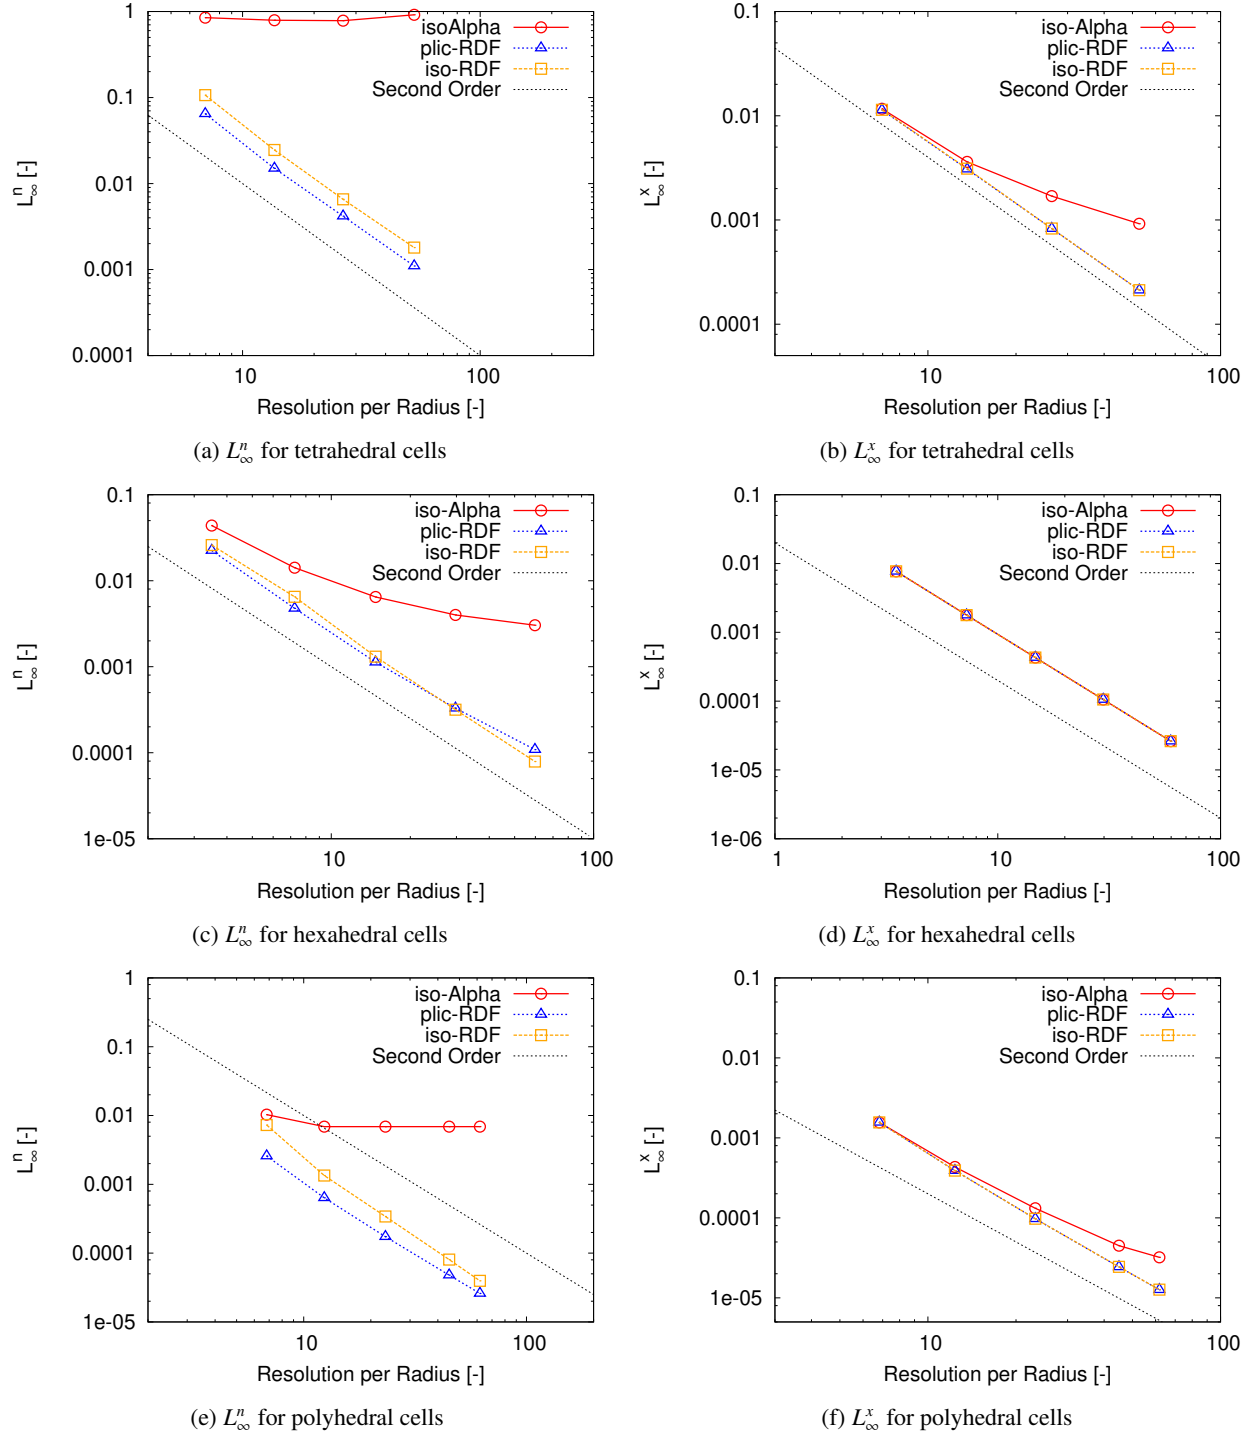 1
0.1
0.01
0.001
0.0001
10
100
L∞^n [-]
Resolution per Radius [-]
isoAlpha
plic-RDF
iso-RDF
Second Order
(a) L∞^n for tetrahedral cells
0.1
0.01
0.001
0.0001
10
100
L∞^x [-]
Resolution per Radius [-]
iso-Alpha
plic-RDF
iso-RDF
Second Order
(b) L∞^x for tetrahedral cells
0.1
0.01
0.001
0.0001
1e-05
10
100
L∞^n [-]
Resolution per Radius [-]
iso-Alpha
plic-RDF
iso-RDF
Second Order
(c) L∞^n for hexahedral cells
0.1
0.01
0.001
0.0001
1e-05
1e-06
1
10
100
L∞^x [-]
Resolution per Radius [-]
iso-Alpha
plic-RDF
iso-RDF
Second Order
(d) L∞^x for hexahedral cells
1
0.1
0.01
0.001
0.0001
1e-05
10
100
L∞^n [-]
Resolution per Radius [-]
iso-Alpha
plic-RDF
iso-RDF
Second Order
(e) L∞^n for polyhedral cells
0.1
0.01
0.001
0.0001
1e-05
10
100
L∞^x [-]
Resolution per Radius [-]
iso-Alpha
plic-RDF
iso-RDF
Second Order
(f) L∞^x for polyhedral cells